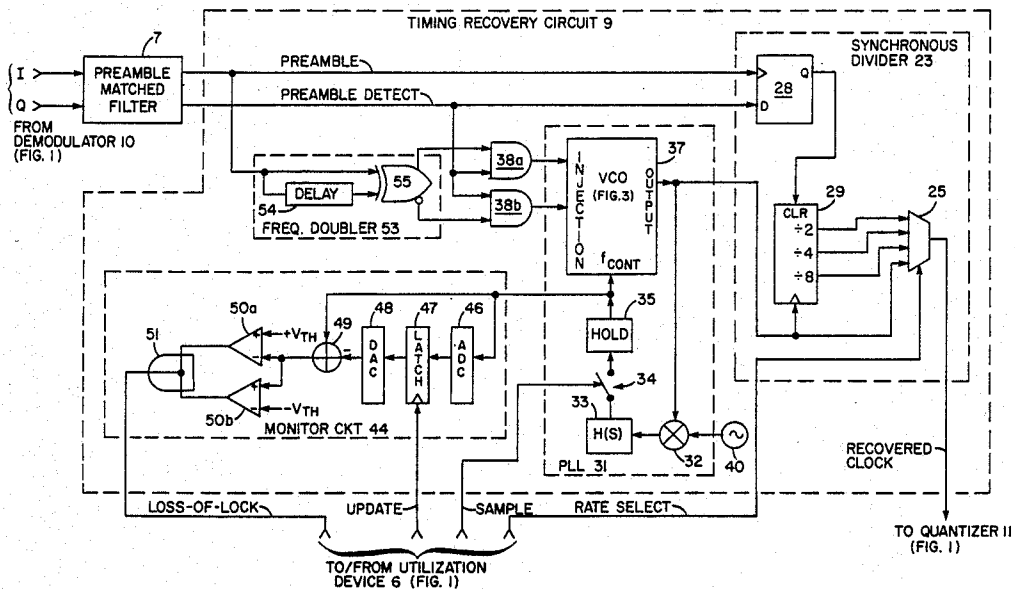 TIMING RECOVERY CIRCUIT 9
7
I
Q
PREAMBLE
MATCHED
FILTER
FROM
DEMODULATOR 10
(FIG. 1)
PREAMBLE
PREAMBLE DETECT
SYNCHRONOUS
DIVIDER 23
28
Q
D
DELAY
54
55
FREQ. DOUBLER 53
38a
38b
INJECTION
VCO
(FIG.3)
OUTPUT
fCONT
37
29
CLR
÷2
÷4
÷8
25
50a
+VTH
51
50b
-VTH
49
-
48
DAC
47
LATCH
46
ADC
+
-
+
-
MONITOR CKT 44
35
HOLD
34
33
H(S)
32
40
PLL 31
RECOVERED
CLOCK
LOSS-OF-LOCK
UPDATE
SAMPLE
RATE SELECT
TO/FROM UTILIZATION
DEVICE 6 (FIG. 1)
TO QUANTIZER 11
(FIG. 1)